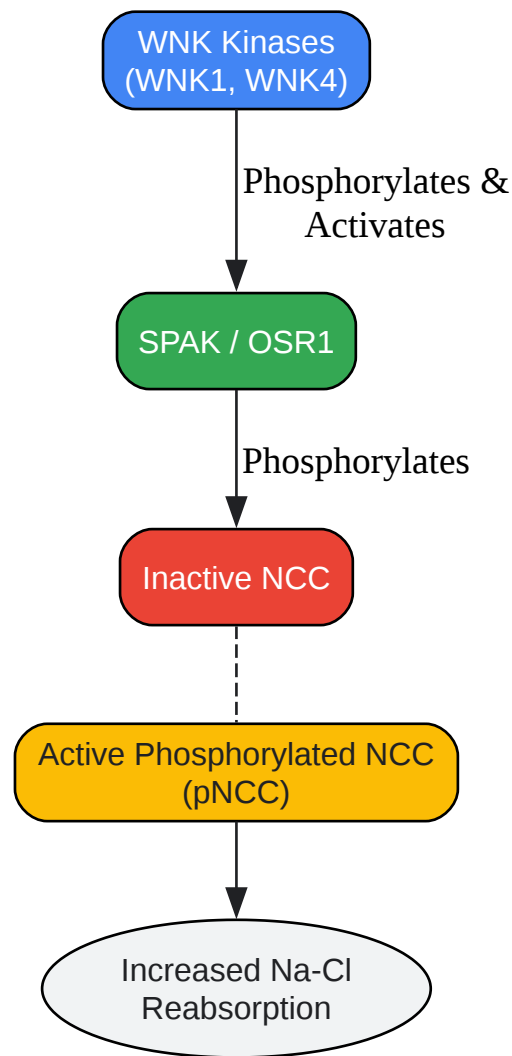 WNK Kinases
(WNK1, WNK4)
Phosphorylates &
Activates
SPAK / OSR1
Phosphorylates
Inactive NCC
Active Phosphorylated NCC
(pNCC)
Increased Na-Cl
Reabsorption